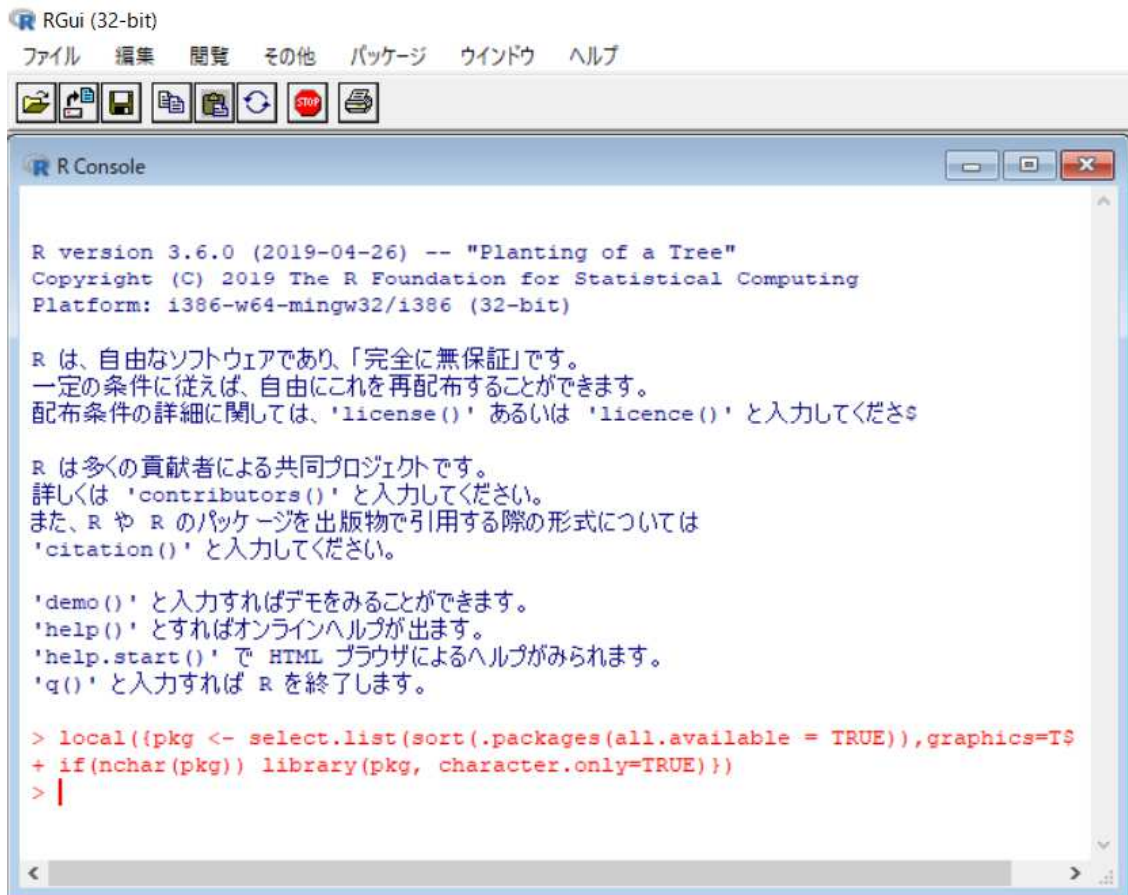 RGui (32-bit)
ファイル 編集 閲覧 その他 パッケージ ウインドウ ヘルプ
STOP
R Console
R version 3.6.0 (2019-04-26) -- "Planting of a Tree"
Copyright (C) 2019 The R Foundation for Statistical Computing
Platform: i386-w64-mingw32/i386 (32-bit)
R は、自由なソフトウェアであり、「完全に無保証」です。
一定の条件に従えば、自由にこれを再配布することができます。
配布条件の詳細に関しては、'license()' あるいは 'licence()' と入力してくださ$
R は多くの貢献者による共同プロジェクトです。
詳しくは 'contributors()' と入力してください。
また、R や R のパッケージを出版物で引用する際の形式については
'citation()' と入力してください。
'demo()' と入力すればデモをみることができます。
'help()' とすればオンラインヘルプが出ます。
'help.start()' で HTML ブラウザによるヘルプがみられます。
'q()' と入力すれば R を終了します。
> local({pkg <- select.list(sort(.packages(all.available = TRUE)),graphics=T$
+ if(nchar(pkg)) library(pkg, character.only=TRUE)})
>